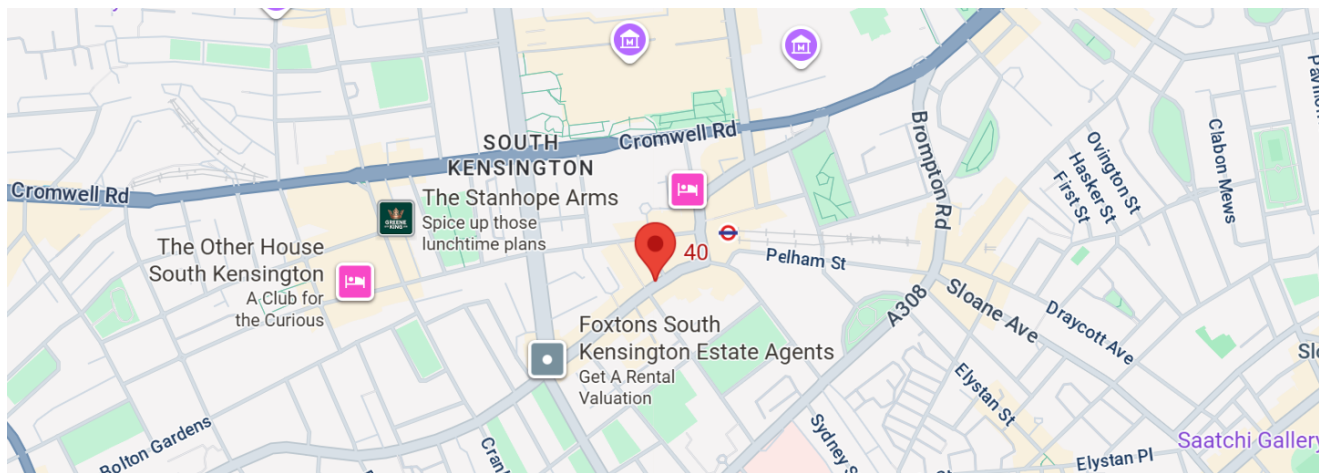 Cromwell Rd
SOUTH
KENSINGTON
Brompton Rd
Ovington St
Hasker St
First St
Clabon Mews
Cromwell Rd
The Stanhope Arms
Spice up those
lunchtime plans
GREENE
KING
The Other House
South Kensington
A Club for
the Curious
40
Pelham St
A308
Sloane Ave
Draycott Ave
Foxtons South
Kensington Estate Agents
Get A Rental
Valuation
Elystan St
Bolton Gardens
Elystan Pl
Saatchi Gallery